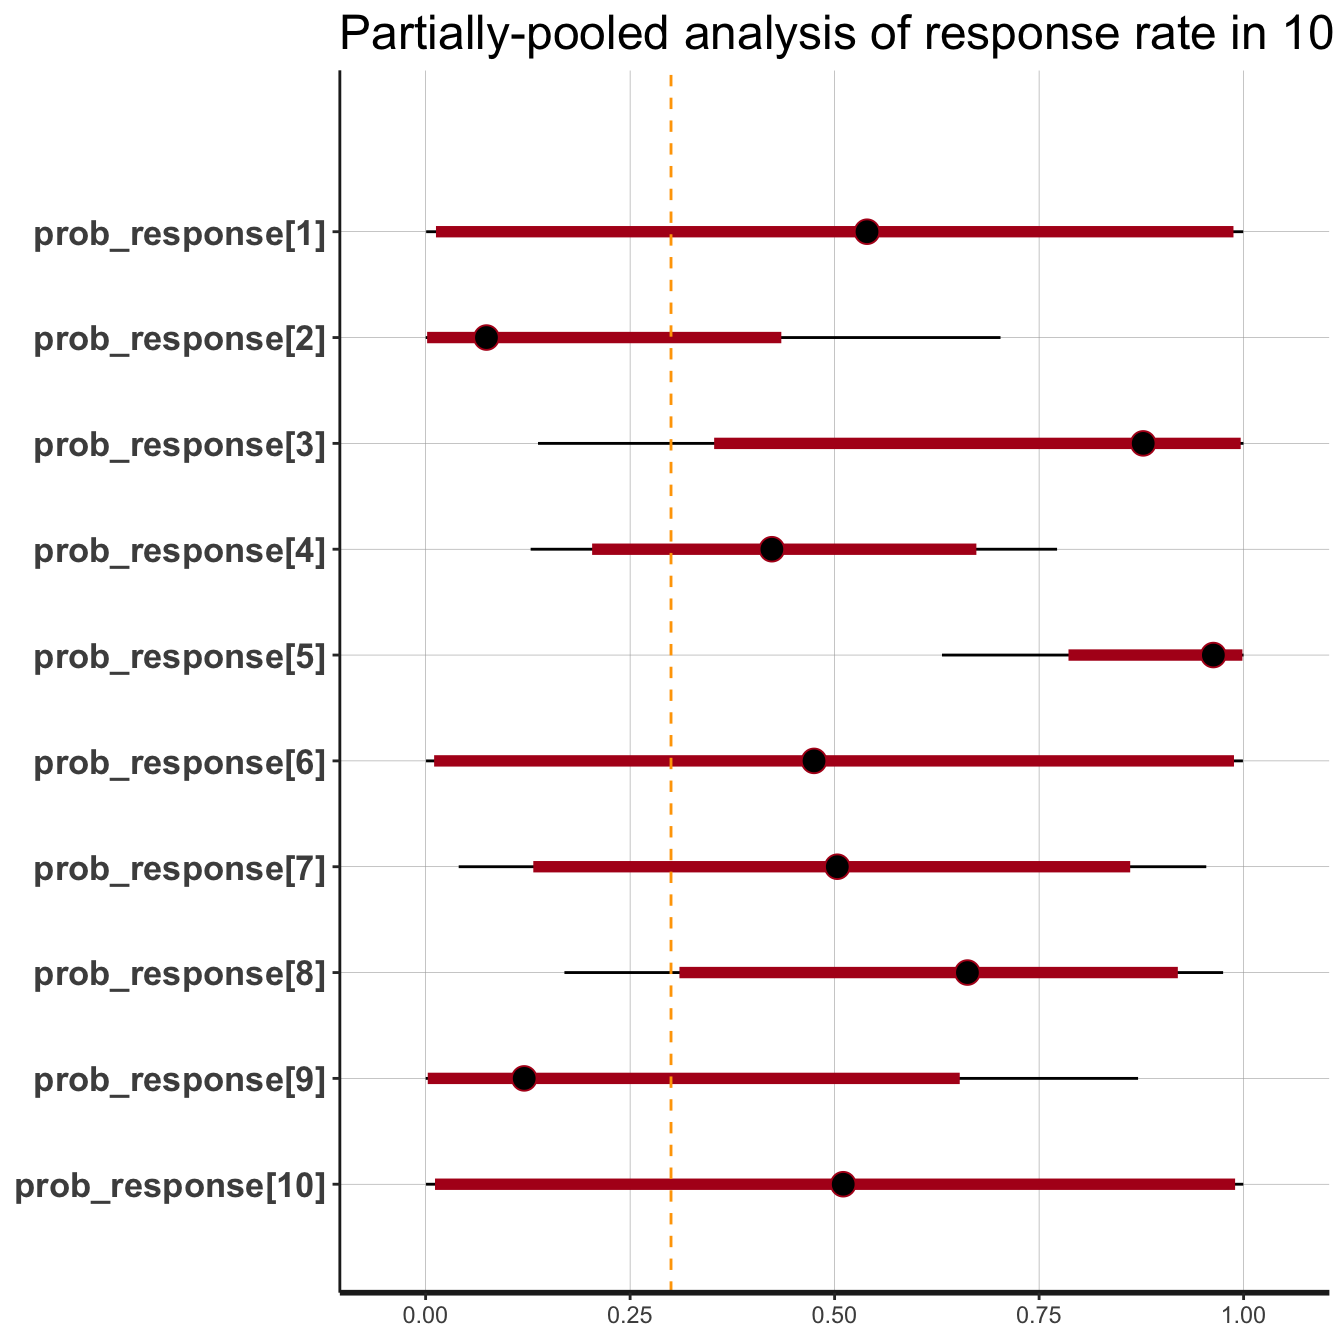 Partially-pooled analysis of response rate in 10
prob_response[1]
prob_response[2]
prob_response[3]
prob_response[4]
prob_response[5]
prob_response[6]
prob_response[7]
prob_response[8]
prob_response[9]
prob_response[10]
0.00 0.25 0.50 0.75 1.00